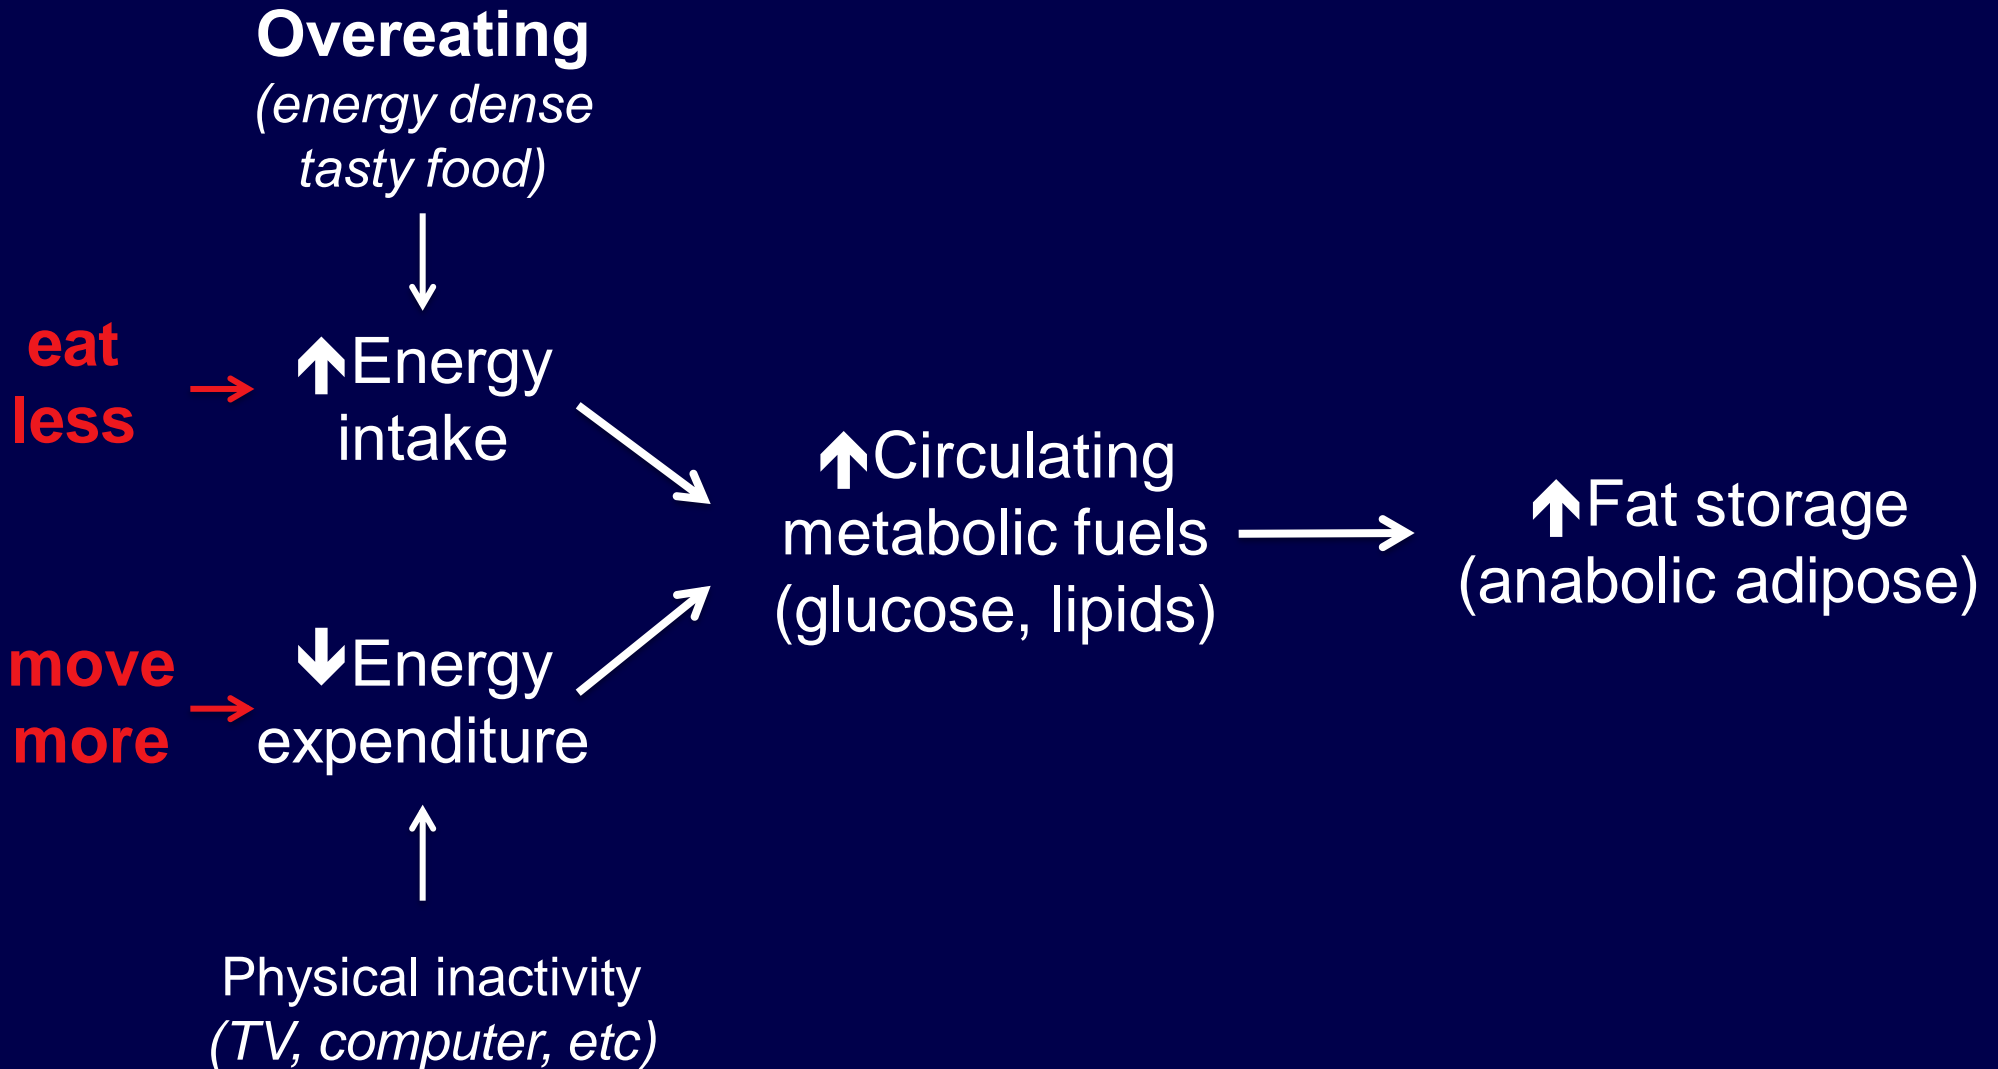 Overeating
(energy dense
tasty food)
eat
less
🡹Energy
intake
🡹Circulating
metabolic fuels
(glucose, lipids)
🡹Fat storage
(anabolic adipose)
move
more
🡻Energy
expenditure
Physical inactivity
(TV, computer, etc)